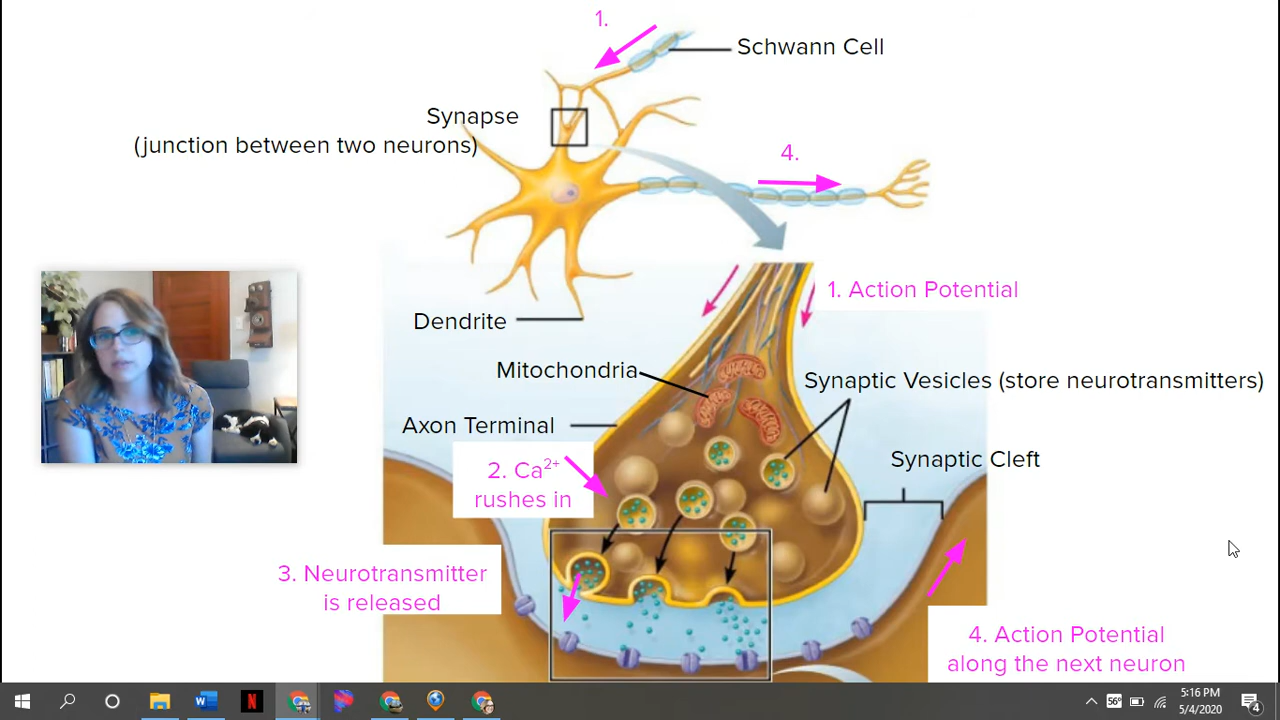 1.
Schwann Cell
Synapse
(junction between two neurons)
4.
1. Action Potential
Dendrite
Mitochondria
Synaptic Vesicles (store neurotransmitters)
Axon Terminal
Synaptic Cleft
2. Ca²⁺
rushes in
3. Neurotransmitter
is released
4. Action Potential
along the next neuron
W
N
56°
5:16 PM
5/4/2020
4